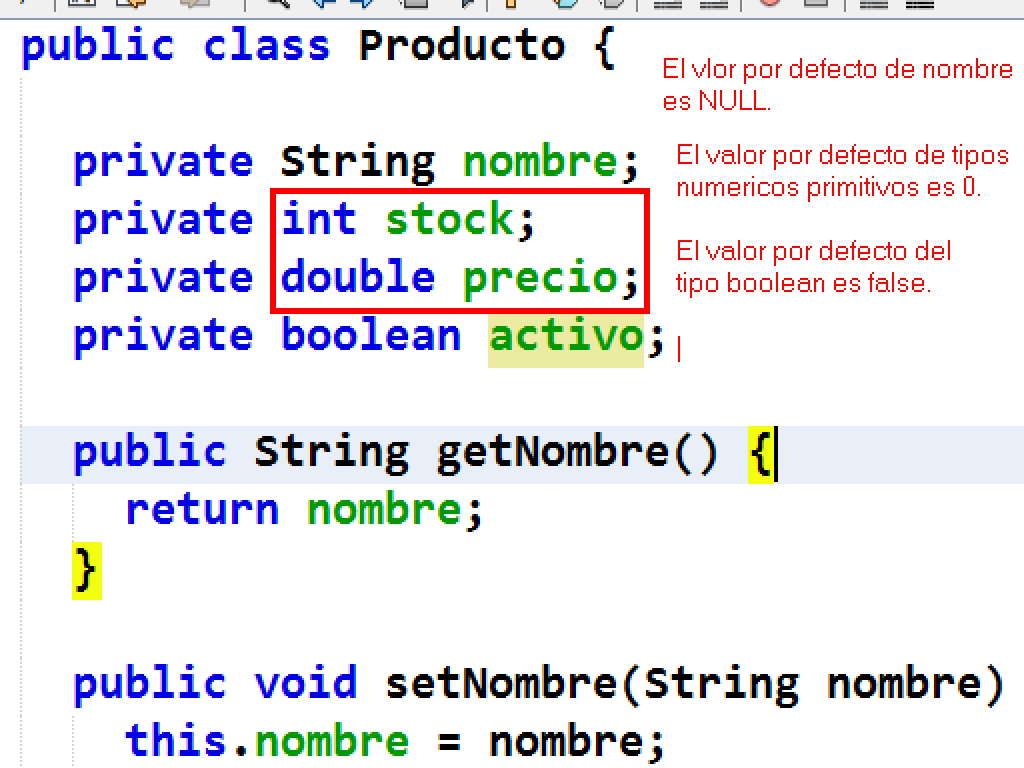 public class Producto {
El vlor por defecto de nombre
es NULL.
private String nombre;
El valor por defecto de tipos
numericos primitivos es 0.
private int stock;
private double precio;
El valor por defecto del
tipo boolean es false.
private boolean activo;
public String getNombre() {
return nombre;
}
public void setNombre(String nombre)
this.nombre = nombre;